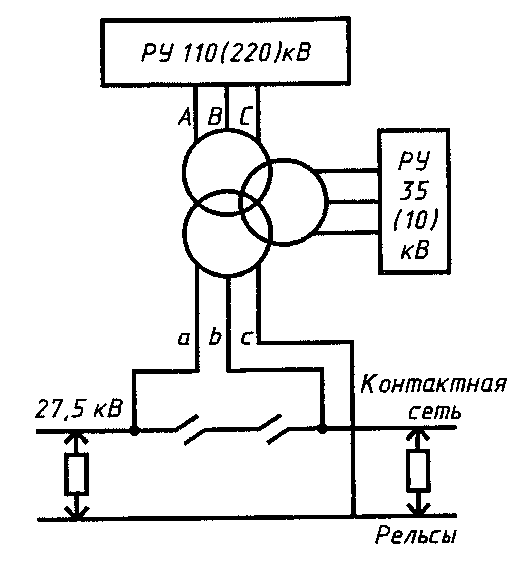 РУ 110(220)кВ
A B C
РУ
35
(10)
кВ
a b c
27,5 кВ
Контактная
сеть
Рельсы